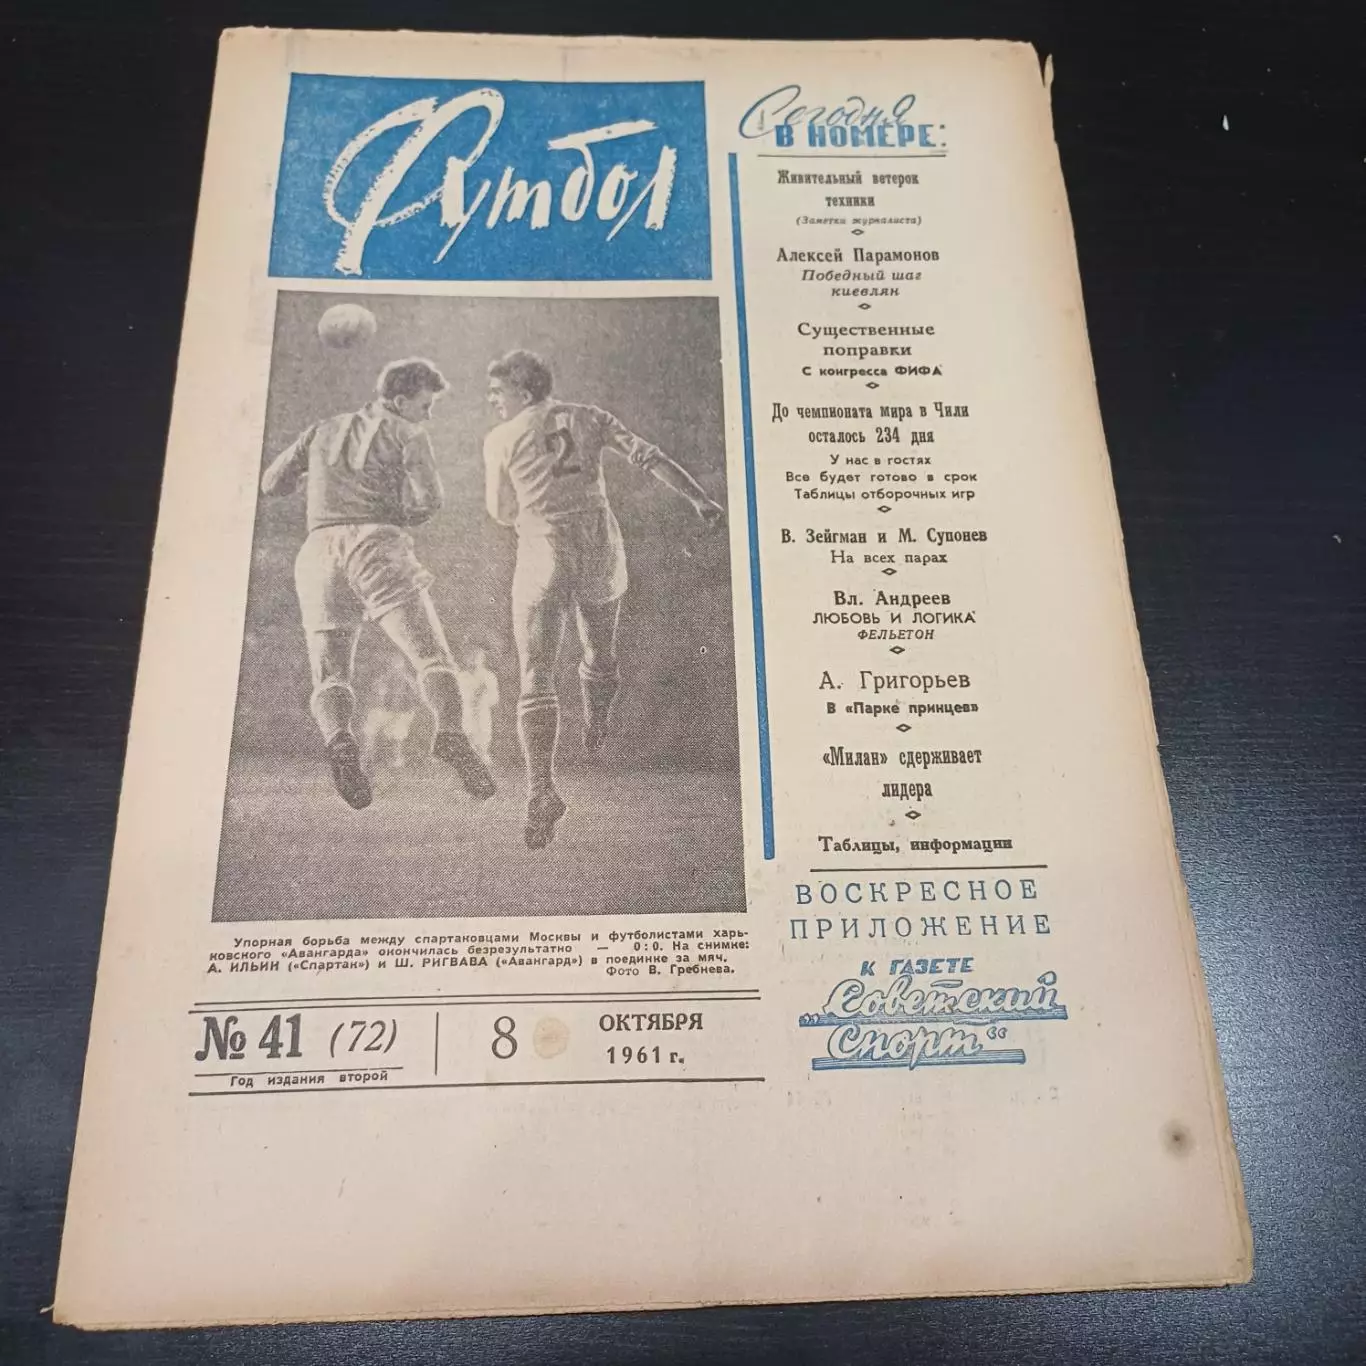 Футбол
Сегодня
В НОМЕРЕ:
Живительный ветерок
техники
(Заметки журналиста)
Алексей Парамонов
Победный шаг
киевлян
Существенные
поправки
С конгресса ФИФА
До чемпионата мира в Чили
осталось 234 дня
У нас в гостях
Все будет готово в срок
Таблицы отборочных игр
В. Зейгман и М. Супонев
На всех парах
Вл. Андреев
ЛЮБОВЬ И ЛОГИКА
ФЕЛЬЕТОН
А. Григорьев
В «Парке принцев»
«Милан» сдерживает
лидера
Таблицы, информации
ВОСКРЕСНОЕ
ПРИЛОЖЕНИЕ
К ГАЗЕТЕ
„Советский
Спорт“
2
Упорная борьба между спартаковцами Москвы и футболистами харь-
ковского «Авангарда» окончилась безрезультатно — 0:0. На снимке:
А. ИЛЬИН («Спартак») и Ш. РИГВАВА («Авангард») в поединке за мяч.
Фото В. Гребнева.
№ 41 (72)
Год издания второй
8
ОКТЯБРЯ
1961 г.